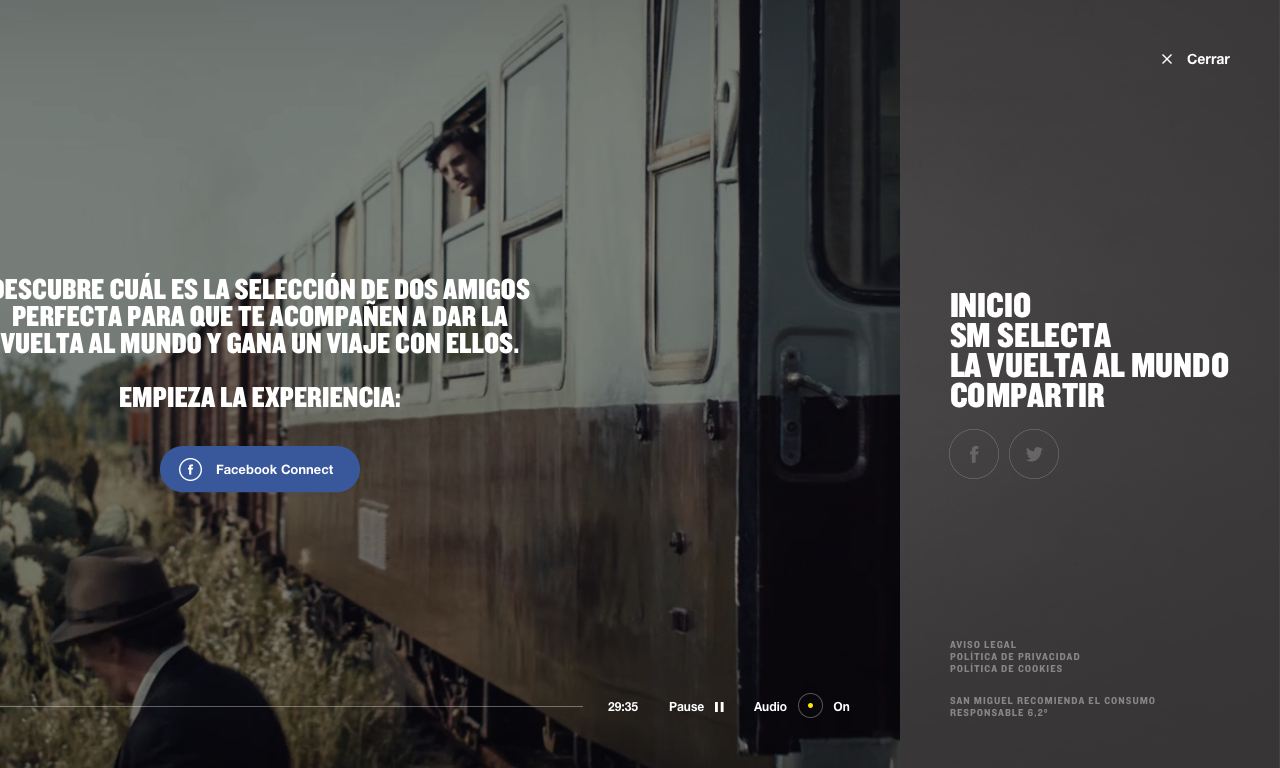 DESCUBRE CUÁL ES LA SELECCIÓN DE DOS AMIGOS
PERFECTA PARA QUE TE ACOMPAÑEN A DAR LA
VUELTA AL MUNDO Y GANA UN VIAJE CON ELLOS.
EMPIEZA LA EXPERIENCIA:
Facebook Connect
29:35
Pause
Audio
On
Cerrar
INICIO
SM SELECTA
LA VUELTA AL MUNDO
COMPARTIR
AVISO LEGAL
POLÍTICA DE PRIVACIDAD
POLÍTICA DE COOKIES
SAN MIGUEL RECOMIENDA EL CONSUMO
RESPONSABLE 6,2º